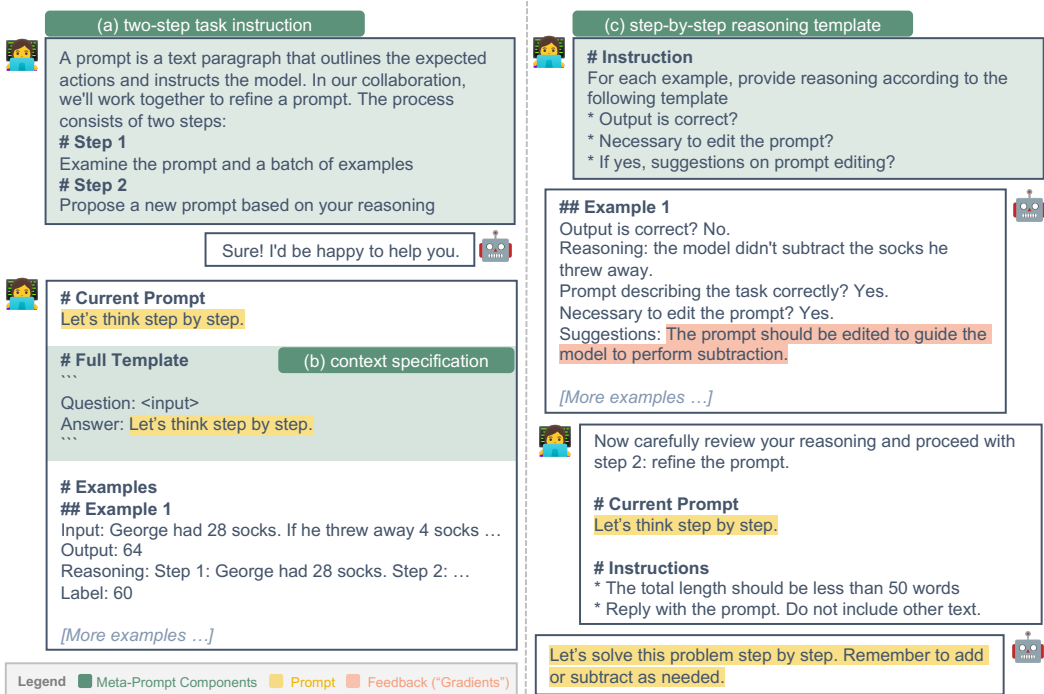 (a) two-step task instruction
A prompt is a text paragraph that outlines the expected
actions and instructs the model. In our collaboration,
we'll work together to refine a prompt. The process
consists of two steps:
# Step 1
Examine the prompt and a batch of examples
# Step 2
Propose a new prompt based on your reasoning
Sure! I'd be happy to help you.
# Current Prompt
Let's think step by step.
# Full Template
(b) context specification
```
Question: <input>
Answer: Let's think step by step.
```
# Examples
## Example 1
Input: George had 28 socks. If he threw away 4 socks …
Output: 64
Reasoning: Step 1: George had 28 socks. Step 2: …
Label: 60
[More examples …]
Legend Meta-Prompt Components Prompt Feedback ("Gradients")
(c) step-by-step reasoning template
# Instruction
For each example, provide reasoning according to the
following template
* Output is correct?
* Necessary to edit the prompt?
* If yes, suggestions on prompt editing?
## Example 1
Output is correct? No.
Reasoning: the model didn't subtract the socks he
threw away.
Prompt describing the task correctly? Yes.
Necessary to edit the prompt? Yes.
Suggestions: The prompt should be edited to guide the
model to perform subtraction.
[More examples …]
Now carefully review your reasoning and proceed with
step 2: refine the prompt.
# Current Prompt
Let's think step by step.
# Instructions
* The total length should be less than 50 words
* Reply with the prompt. Do not include other text.
Let's solve this problem step by step. Remember to add
or subtract as needed.